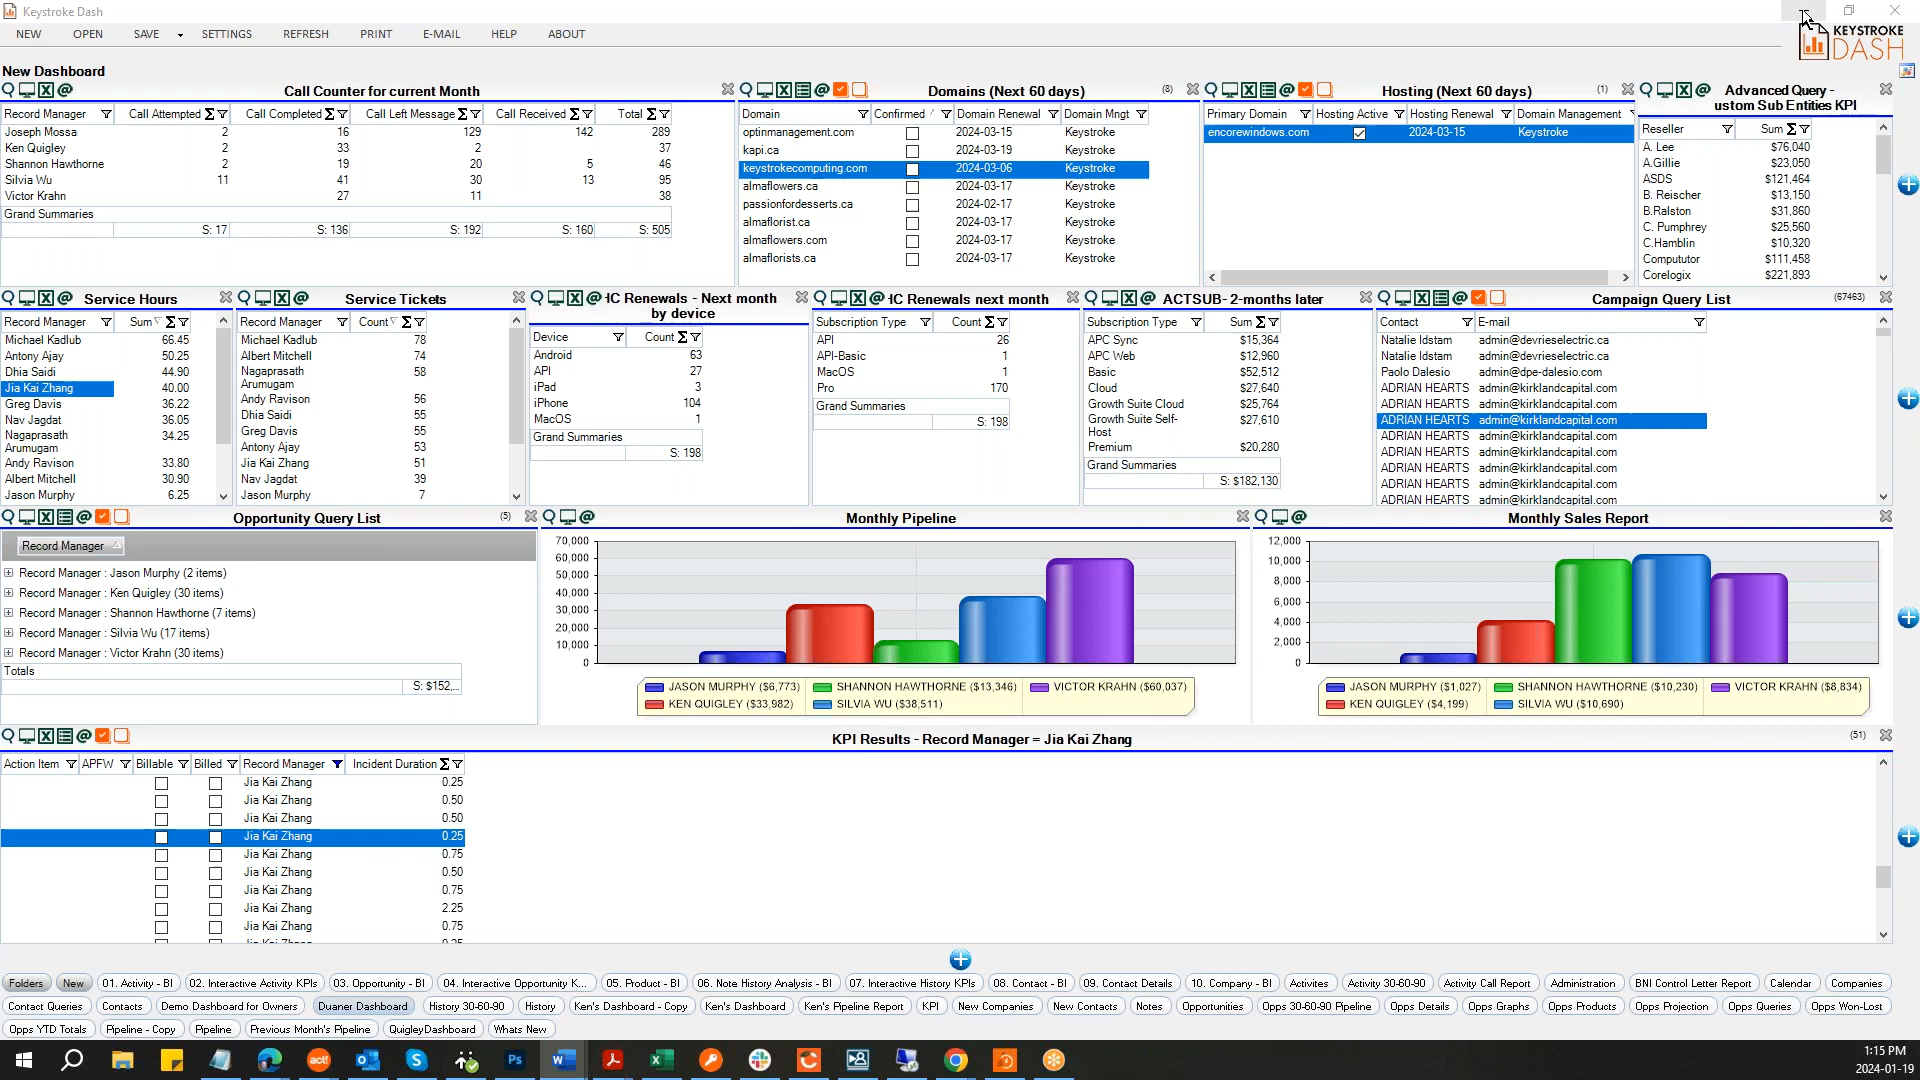 Keystroke Dash
NEW OPEN SAVE SETTINGS REFRESH PRINT E-MAIL HELP ABOUT
KEYSTROKE
DASH
New Dashboard
Call Counter for current Month
Record Manager Call Attempted Σ Call Completed Σ Call Left Message Σ Call Received Σ Total Σ
Joseph Mossa 2 16 129 142 289
Ken Quigley 2 33 2 37
Shannon Hawthorne 2 19 20 5 46
Silvia Wu 11 41 30 13 95
Victor Krahn 27 11 38
Grand Summaries
S: 17 S: 136 S: 192 S: 160 S: 505
Domains (Next 60 days) (8)
Domain Confirmed Domain Renewal Domain Mngt
optinmanagement.com 2024-03-15 Keystroke
kapi.ca 2024-03-19 Keystroke
keystrokecomputing.com 2024-03-06 Keystroke
almaflowers.ca 2024-03-17 Keystroke
passionfordesserts.ca 2024-02-17 Keystroke
almaflorist.ca 2024-03-17 Keystroke
almaflowers.com 2024-03-17 Keystroke
almaflorists.ca 2024-03-17 Keystroke
Hosting (Next 60 days) (1)
Primary Domain Hosting Active Hosting Renewal Domain Management
encorewindows.com 2024-03-15 Keystroke
Advanced Query -
ustom Sub Entities KPI
Reseller Sum Σ
A. Lee $76,040
A.Gillie $23,050
ASDS $121,464
B. Reischer $13,150
B.Ralston $31,860
C. Pumphrey $25,560
C.Hamblin $10,320
Compututor $111,458
Corelogix $221,893
Service Hours
Record Manager Sum Σ
Michael Kadlub 66.45
Antony Ajay 50.25
Dhia Saidi 44.90
Jia Kai Zhang 40.00
Greg Davis 36.22
Nav Jagdat 36.05
Nagaprasath 34.25
Arumugam
Andy Ravison 33.80
Albert Mitchell 30.90
Jason Murphy 6.25
Service Tickets
Record Manager Count Σ
Michael Kadlub 78
Albert Mitchell 74
Nagaprasath 58
Arumugam
Andy Ravison 56
Dhia Saidi 55
Greg Davis 55
Antony Ajay 53
Jia Kai Zhang 51
Nav Jagdat 39
Jason Murphy 7
IC Renewals - Next month
by device
Device Count Σ
Android 63
API 27
iPad 3
iPhone 104
MacOS 1
Grand Summaries
S: 198
IC Renewals next month
Subscription Type Count Σ
API 26
API-Basic 1
MacOS 1
Pro 170
Grand Summaries
S: 198
ACTSUB- 2-months later
Subscription Type Sum Σ
APC Sync $15,364
APC Web $12,960
Basic $52,512
Cloud $27,640
Growth Suite Cloud $25,764
Growth Suite Self- $27,610
Host
Premium $20,280
Grand Summaries
S: $182,130
Campaign Query List (67463)
Contact E-mail
Natalie Idstam admin@devrieselectric.ca
Natalie Idstam admin@devrieselectric.ca
Paolo Dalesio admin@dpe-dalesio.com
ADRIAN HEARTS admin@kirklandcapital.com
ADRIAN HEARTS admin@kirklandcapital.com
ADRIAN HEARTS admin@kirklandcapital.com
ADRIAN HEARTS admin@kirklandcapital.com
ADRIAN HEARTS admin@kirklandcapital.com
ADRIAN HEARTS admin@kirklandcapital.com
ADRIAN HEARTS admin@kirklandcapital.com
ADRIAN HEARTS admin@kirklandcapital.com
Opportunity Query List (5)
Record Manager
Record Manager : Jason Murphy (2 items)
Record Manager : Ken Quigley (30 items)
Record Manager : Shannon Hawthorne (7 items)
Record Manager : Silvia Wu (17 items)
Record Manager : Victor Krahn (30 items)
Totals
S: $152,...
Monthly Pipeline
70,000
60,000
50,000
40,000
30,000
20,000
10,000
0
JASON MURPHY ($6,773) SHANNON HAWTHORNE ($13,346) VICTOR KRAHN ($60,037)
KEN QUIGLEY ($33,982) SILVIA WU ($38,511)
Monthly Sales Report
12,000
10,000
8,000
6,000
4,000
2,000
0
JASON MURPHY ($1,027) SHANNON HAWTHORNE ($10,230) VICTOR KRAHN ($8,834)
KEN QUIGLEY ($4,199) SILVIA WU ($10,690)
KPI Results - Record Manager = Jia Kai Zhang (51)
Action Item APFW Billable Billed Record Manager Incident Duration Σ
Jia Kai Zhang 0.25
Jia Kai Zhang 0.50
Jia Kai Zhang 0.50
Jia Kai Zhang 0.25
Jia Kai Zhang 0.75
Jia Kai Zhang 0.50
Jia Kai Zhang 0.75
Jia Kai Zhang 2.25
Jia Kai Zhang 0.75
Jia Kai Zhang 0.25
Folders New 01. Activity - BI 02. Interactive Activity KPIs 03. Opportunity - BI 04. Interactive Opportunity K... 05. Product - BI 06. Note History Analysis - BI 07. Interactive History KPIs 08. Contact - BI 09. Contact Details 10. Company - BI Activites Activity 30-60-90 Activity Call Report Administration BNI Control Letter Report Calendar Companies
Contact Queries Contacts Demo Dashboard for Owners Duaner Dashboard History 30-60-90 History Ken's Dashboard - Copy Ken's Dashboard Ken's Pipeline Report KPI New Companies New Contacts Notes Opportunities Opps 30-60-90 Pipeline Opps Details Opps Graphs Opps Products Opps Projection Opps Queries Opps Won-Lost
Opps YTD Totals Pipeline - Copy Pipeline Previous Month's Pipeline QuigleyDashboard Whats New
1:15 PM
2024-01-19